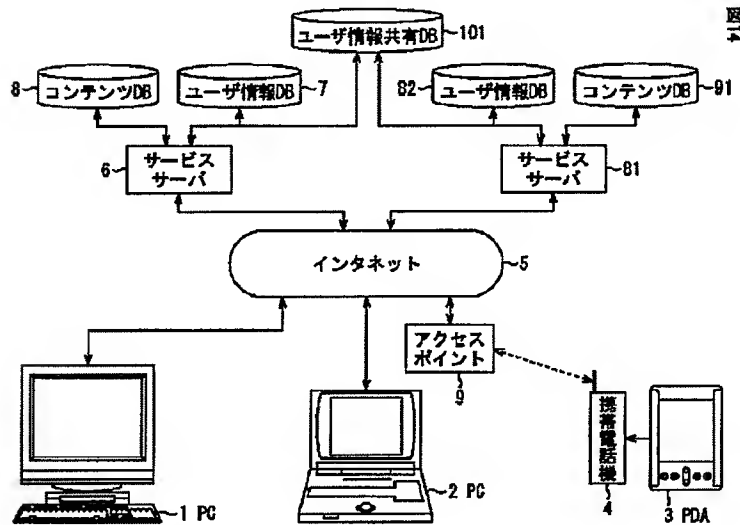 図14
ユーザ情報共有DB 101
8 コンテンツDB
ユーザ情報DB 7
82 ユーザ情報DB
コンテンツDB 91
6 サービス
サーバ
サービス
サーバ 81
インタネット 5
アクセス
ポイント
9
携帯電話機
4
1 PC
2 PC
3 PDA